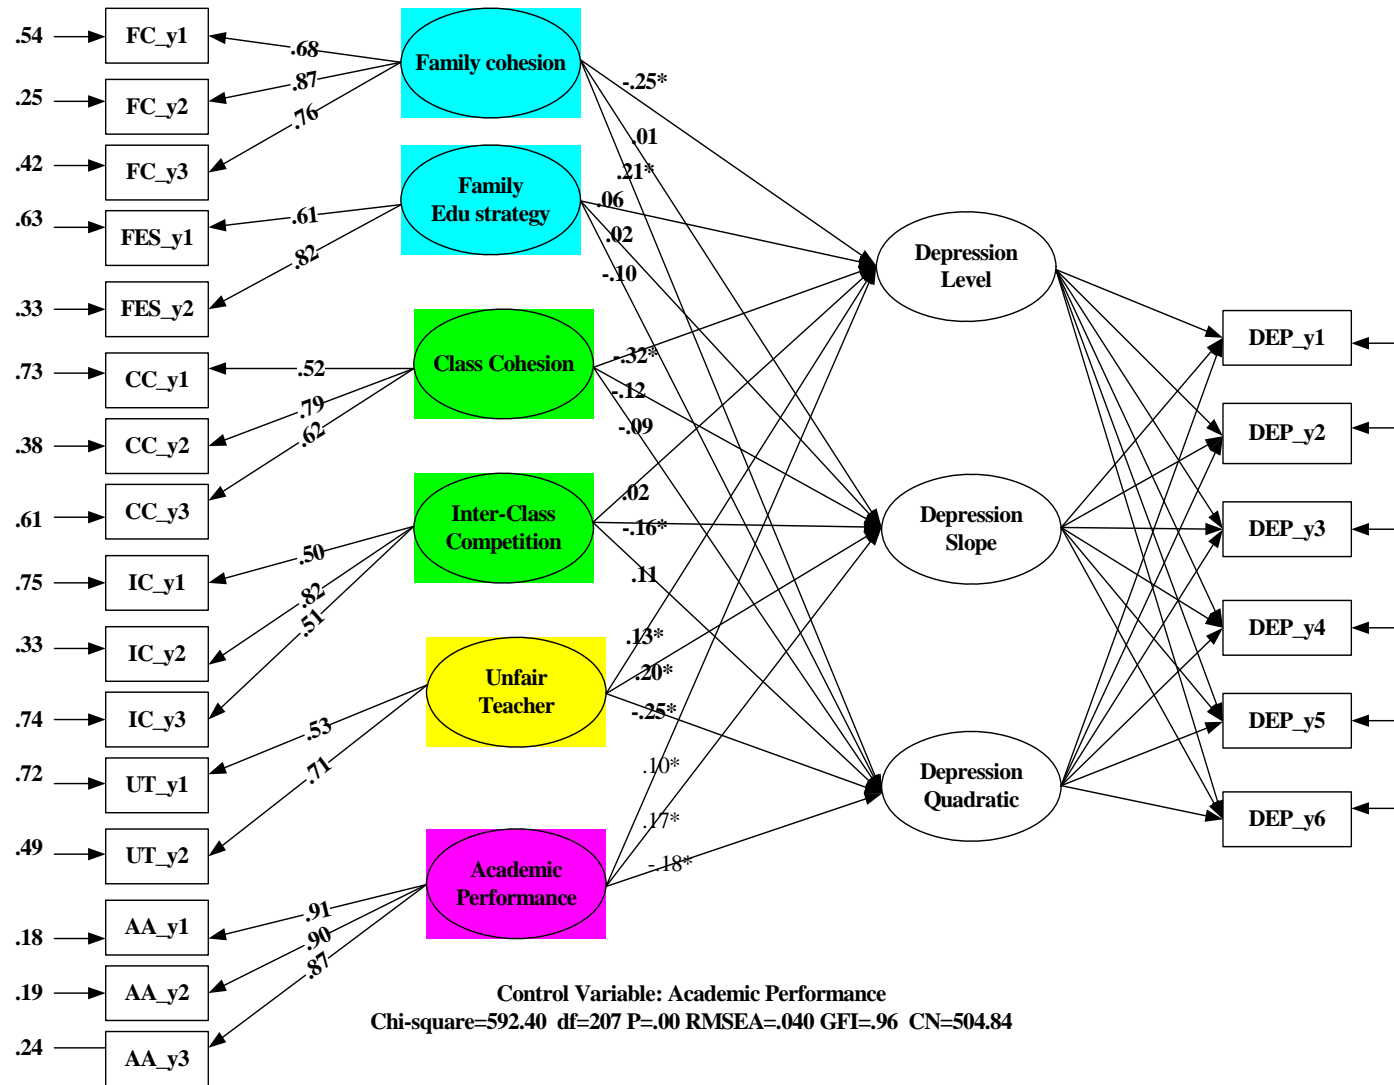 .54
FC_y1
.68
.25
FC_y2
.87
.42
FC_y3
.76
Family cohesion
.63
FES_y1
.61
.33
FES_y2
.82
Family
Edu strategy
.73
CC_y1
.52
.38
CC_y2
.79
.61
CC_y3
.62
Class Cohesion
.75
IC_y1
.50
.33
IC_y2
.82
.74
IC_y3
.51
Inter-Class
Competition
.72
UT_y1
.53
.49
UT_y2
.71
Unfair
Teacher
.18
AA_y1
.91
.19
AA_y2
.90
.24
AA_y3
.87
Academic
Performance
-.25*
.01
.21*
.06
.02
-.10
-.32*
-.12
-.09
.02
-.16*
.11
.13*
.20*
-.25*
.10*
.17*
-.18*
Depression
Level
Depression
Slope
Depression
Quadratic
DEP_y1
DEP_y2
DEP_y3
DEP_y4
DEP_y5
DEP_y6
Control Variable: Academic Performance
Chi-square=592.40 df=207 P=.00 RMSEA=.040 GFI=.96 CN=504.84